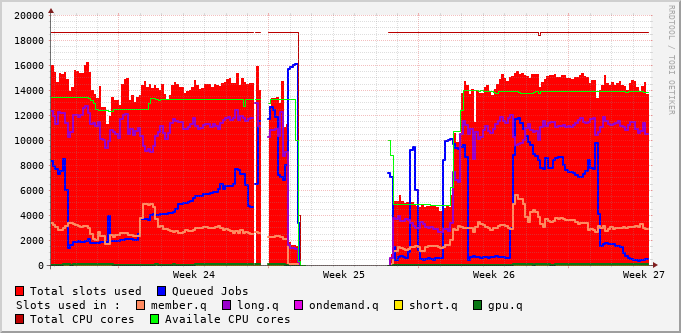 20000
18000
16000
14000
12000
10000
8000
6000
4000
2000
0
Week 24 Week 25 Week 26 Week 27
Total slots used Queued Jobs
Slots used in : member.q long.q ondemand.q short.q gpu.q
Total CPU cores Availale CPU cores
RRDTOOL / TOBI OETIKER